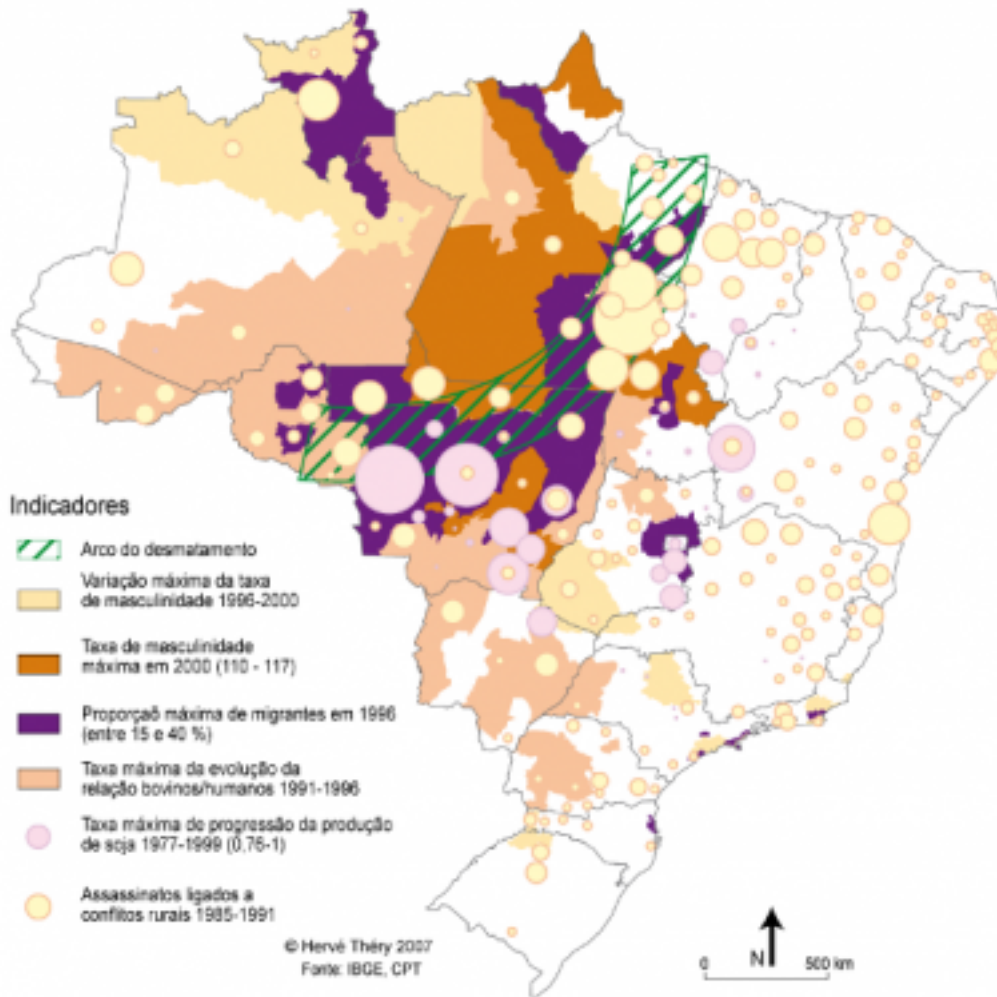 Indicadores
Arco do desmatamento
Variação máxima da taxa
de masculinidade 1996-2000
Taxa de masculinidade
máxima em 2000 (110 - 117)
Proporçaõ máxima de migrantes em 1996
(entre 15 e 40 %)
Taxa máxima da evolução da
relação bovinos/humanos 1991-1996
Taxa máxima de progressão da produção
de soja 1977-1999 (0,75-1)
Assassinatos ligados a
conflitos rurais 1985-1991
© Hervé Théry 2007
Fonte: IBGE, CPT
N
0 500 km